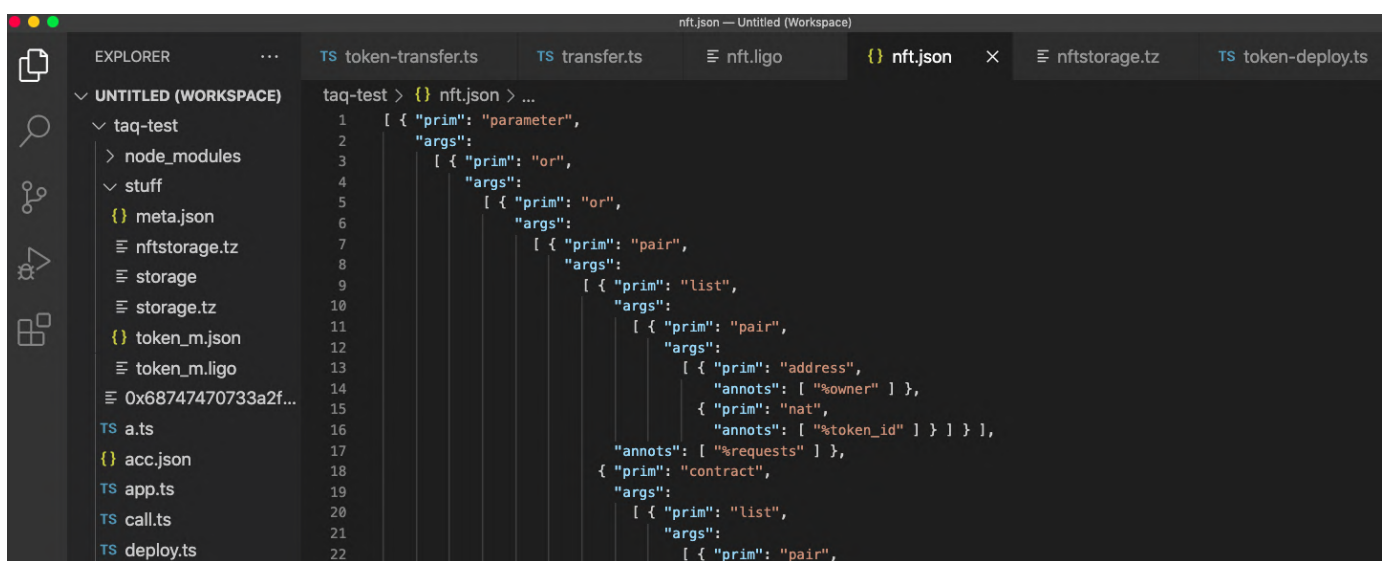 nft.json — Untitled (Workspace)
EXPLORER ...
TS token-transfer.ts
TS transfer.ts
nft.ligo
{} nft.json
nftstorage.tz
TS token-deploy.ts
UNTITLED (WORKSPACE)
taq-test
node_modules
stuff
{} meta.json
nftstorage.tz
storage
storage.tz
{} token_m.json
token_m.ligo
0x68747470733a2f...
TS a.ts
{} acc.json
TS app.ts
TS call.ts
TS deploy.ts
taq-test > {} nft.json > ...
1 [ { "prim": "parameter",
2 "args":
3 [ { "prim": "or",
4 "args":
5 [ { "prim": "or",
6 "args":
7 [ { "prim": "pair",
8 "args":
9 [ { "prim": "list",
10 "args":
11 [ { "prim": "pair",
12 "args":
13 [ { "prim": "address",
14 "annots": [ "%owner" ] },
15 { "prim": "nat",
16 "annots": [ "%token_id" ] } ] } ],
17 "annots": [ "%requests" ] },
18 { "prim": "contract",
19 "args":
20 [ { "prim": "list",
21 "args":
22 [ { "prim": "pair",